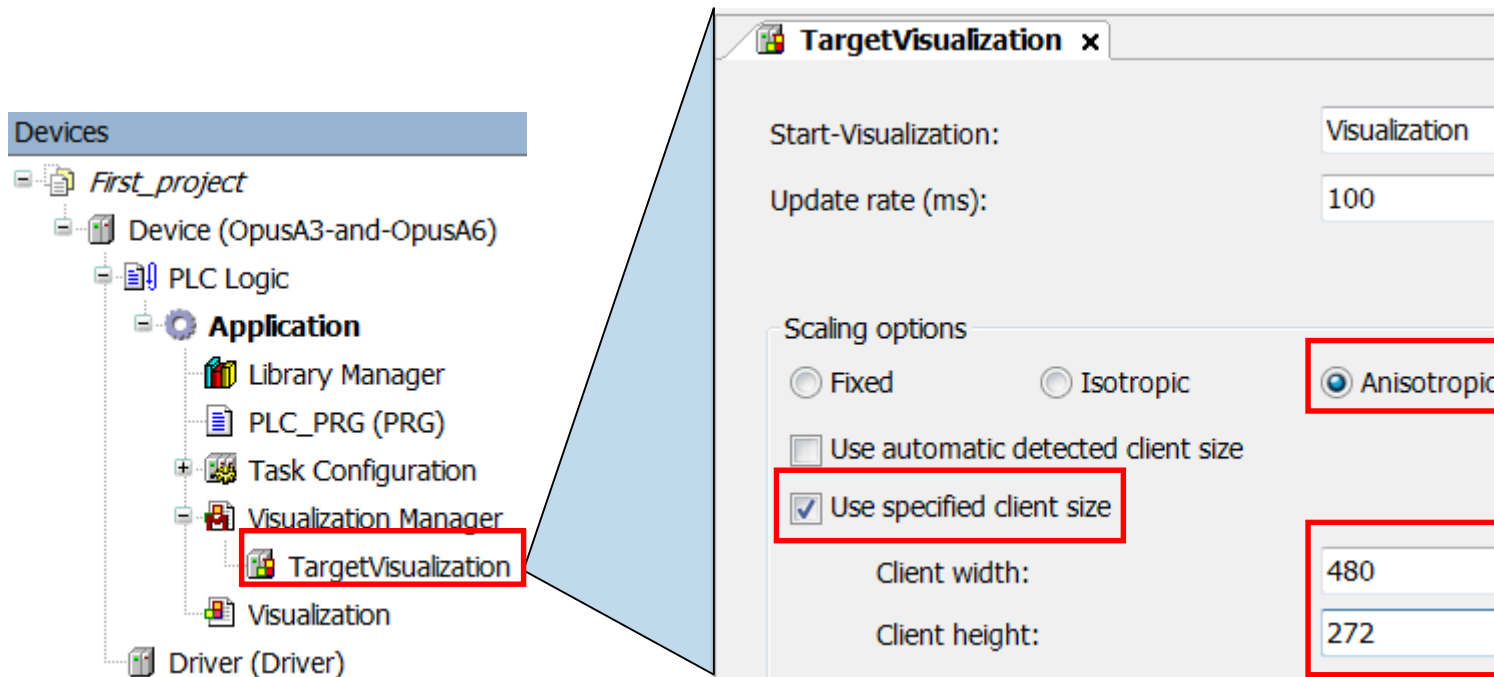 Devices
First_project
Device (OpusA3-and-OpusA6)
PLC Logic
Application
Library Manager
PLC_PRG (PRG)
Task Configuration
Visualization Manager
TargetVisualization
Visualization
Driver (Driver)
TargetVisualization x
Start-Visualization: Visualization
Update rate (ms): 100
Scaling options
Fixed Isotropic Anisotropic
Use automatic detected client size
Use specified client size
Client width: 480
Client height: 272